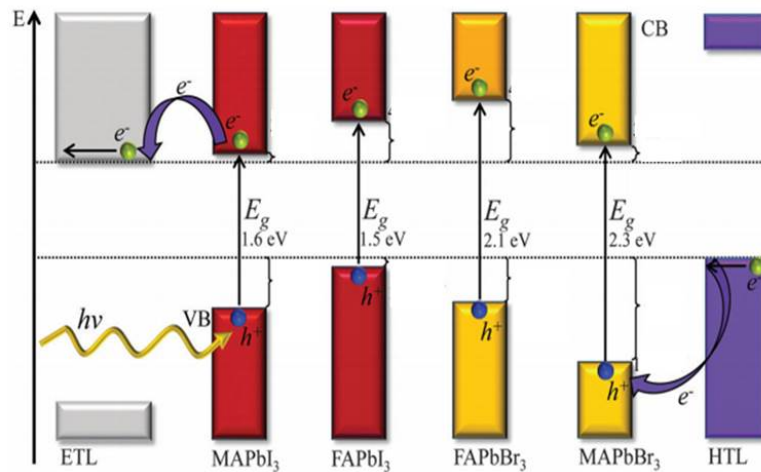 E
CB
e⁻
e⁻ e⁻ e⁻ e⁻ e⁻
E_g E_g E_g E_g
1.6 eV 1.5 eV 2.1 eV 2.3 eV
hν VB h⁺ h⁺ h⁺ h⁺ e⁻
e⁻
ETL MAPbI₃ FAPbI₃ FAPbBr₃ MAPbBr₃ HTL